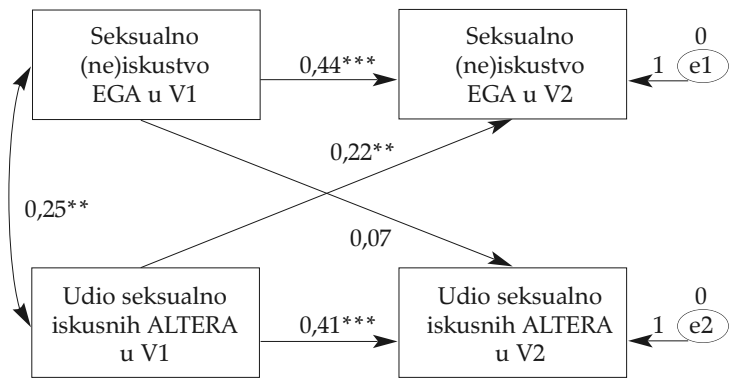 Seksualno
(ne)iskustvo
EGA u V1
0,44***
Seksualno
(ne)iskustvo
EGA u V2
0
1 e1
0,22**
0,25**
0,07
Udio seksualno
iskusnih ALTERA
u V1
0,41***
Udio seksualno
iskusnih ALTERA
u V2
0
1 e2